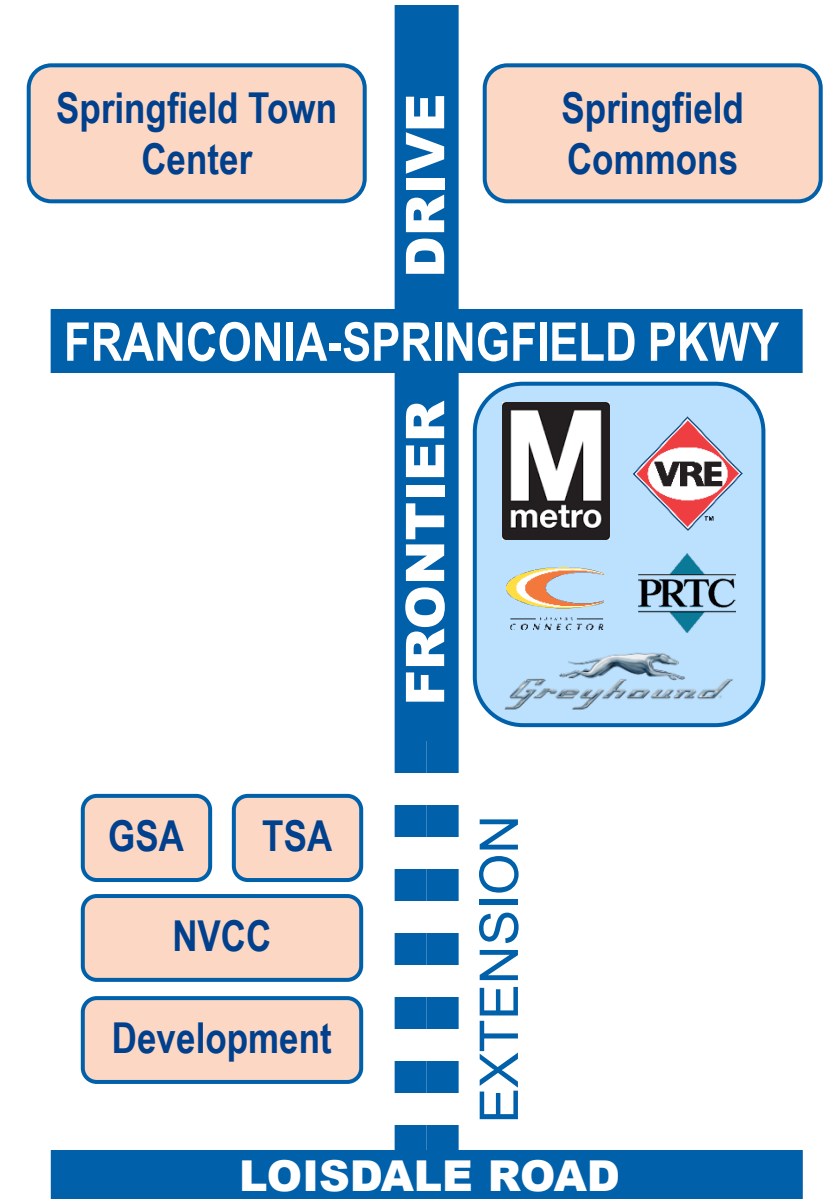 Springfield Town
Center
Springfield
Commons
FRONTIER DRIVE
FRANCONIA-SPRINGFIELD PKWY
M
metro
VRE
TM
CONNECTOR
PRTC
Greyhound
GSA
TSA
NVCC
Development
EXTENSION
LOISDALE ROAD